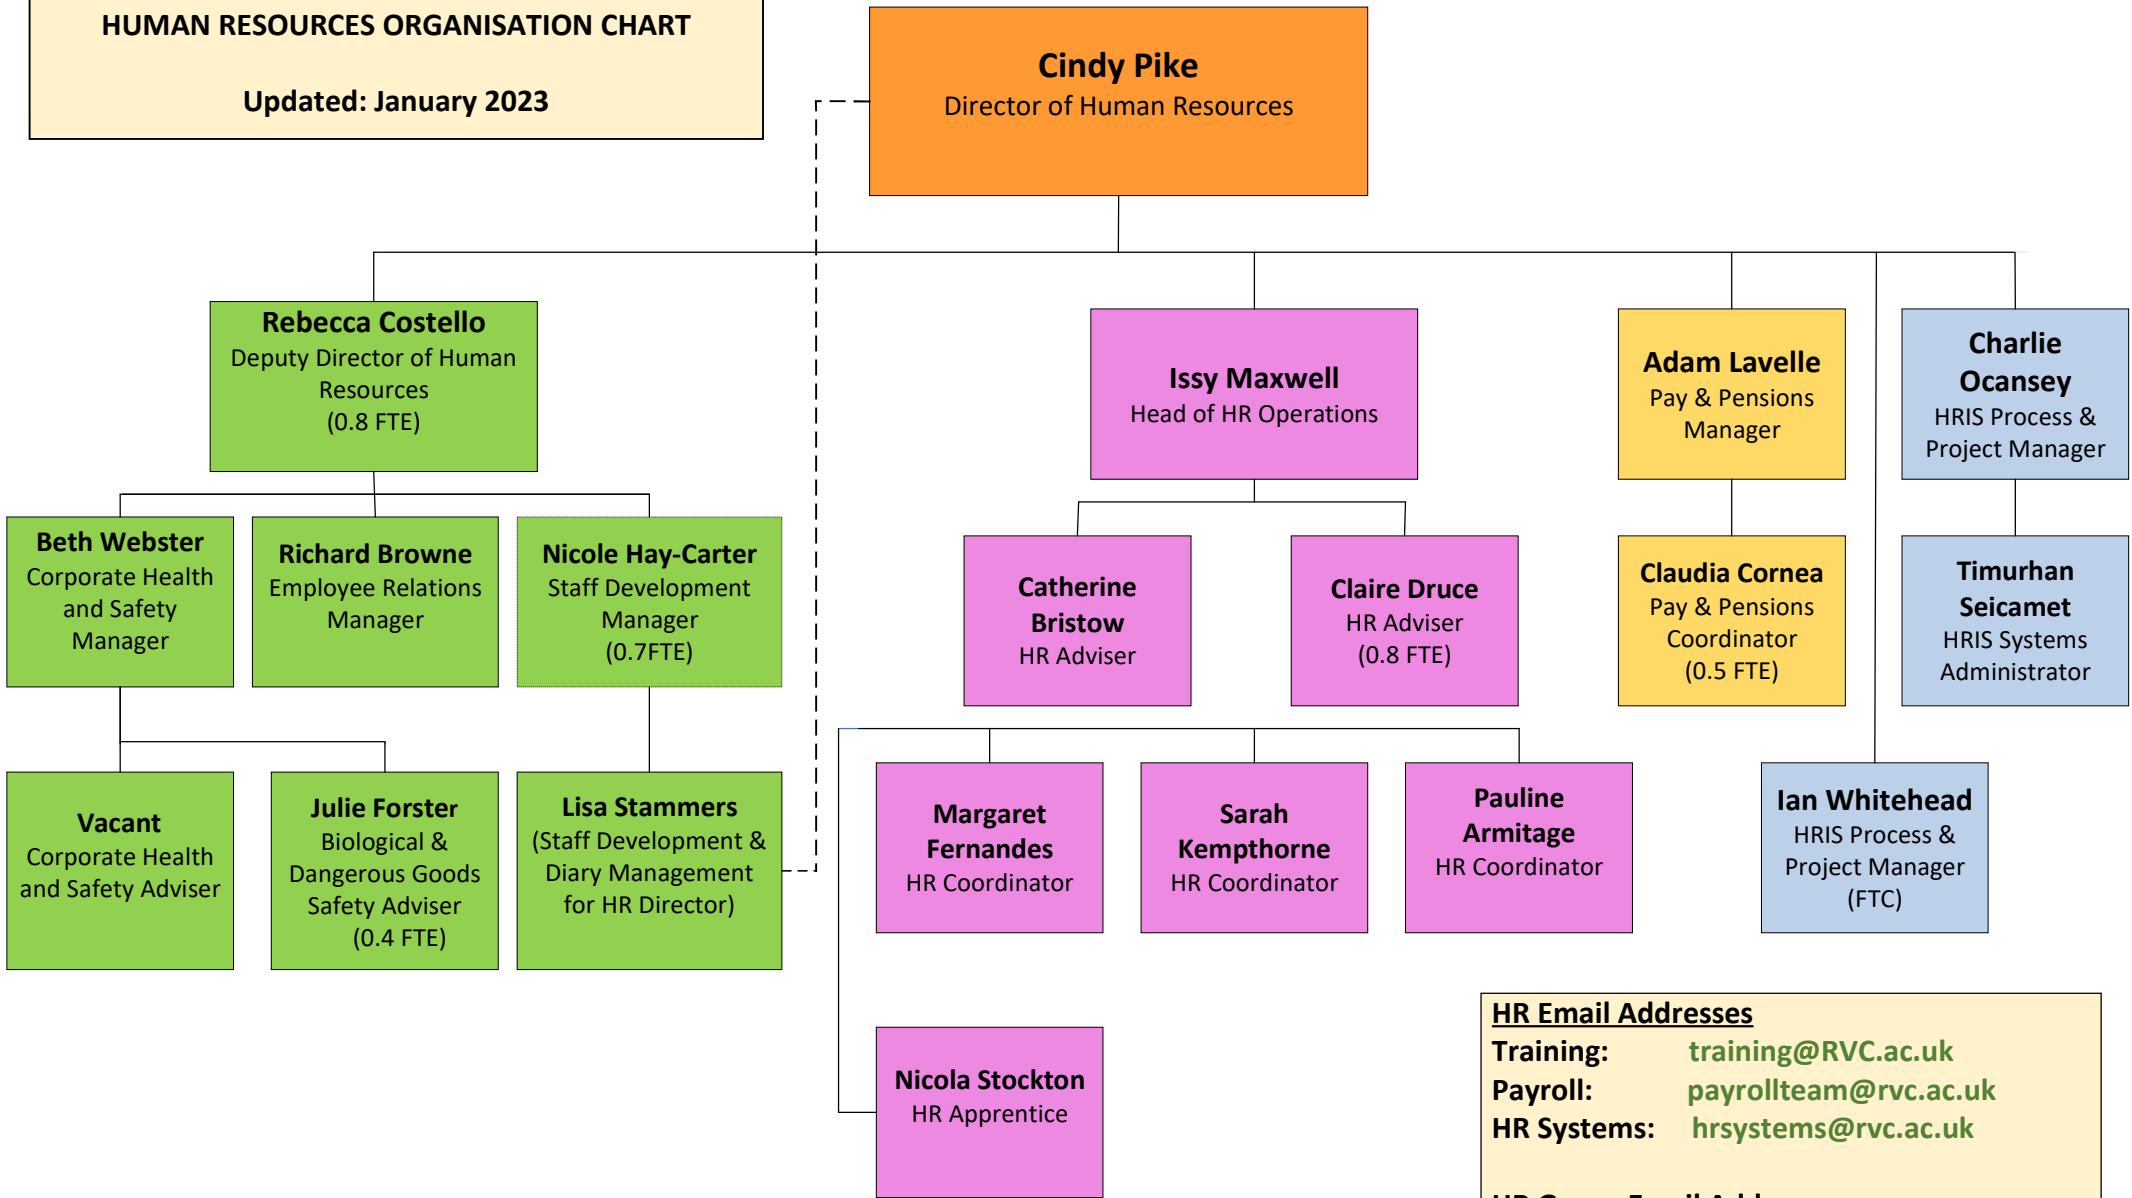 HUMAN RESOURCES ORGANISATION CHART
Updated: January 2023
Cindy Pike
Director of Human Resources
Rebecca Costello
Deputy Director of Human
Resources
(0.8 FTE)
Issy Maxwell
Head of HR Operations
Adam Lavelle
Pay & Pensions
Manager
Charlie
Ocansey
HRIS Process &
Project Manager
Beth Webster
Corporate Health
and Safety
Manager
Richard Browne
Employee Relations
Manager
Nicole Hay-Carter
Staff Development
Manager
(0.7FTE)
Catherine
Bristow
HR Adviser
Claire Druce
HR Adviser
(0.8 FTE)
Claudia Cornea
Pay & Pensions
Coordinator
(0.5 FTE)
Timurhan
Seicamet
HRIS Systems
Administrator
Vacant
Corporate Health
and Safety Adviser
Julie Forster
Biological &
Dangerous Goods
Safety Adviser
(0.4 FTE)
Lisa Stammers
(Staff Development &
Diary Management
for HR Director)
Margaret
Fernandes
HR Coordinator
Sarah
Kempthorne
HR Coordinator
Pauline
Armitage
HR Coordinator
Ian Whitehead
HRIS Process &
Project Manager
(FTC)
Nicola Stockton
HR Apprentice
HR Email Addresses
Training: training@RVC.ac.uk
Payroll: payrollteam@rvc.ac.uk
HR Systems: hrsystems@rvc.ac.uk